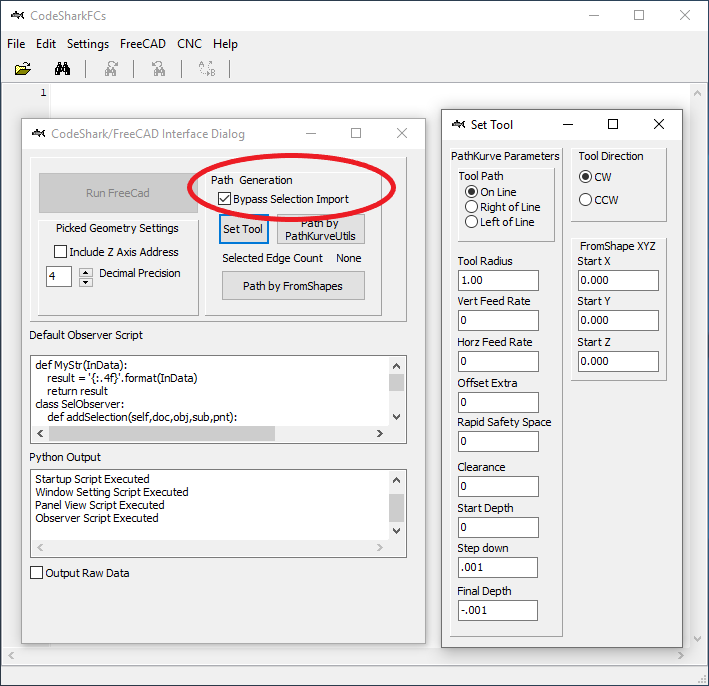 CodeSharkFCs
File Edit Settings FreeCAD CNC Help
1
CodeShark/FreeCAD Interface Dialog
Run FreeCad
Path Generation
Bypass Selection Import
Set Tool
Path by
PathKurveUtils
Picked Geometry Settings
Include Z Axis Address
4
Decimal Precision
Selected Edge Count None
Path by FromShapes
Default Observer Script
def MyStr(InData):
result = '{:.4f}'.format(InData)
return result
class SelObserver:
def addSelection(self,doc,obj,sub,pnt):
Python Output
Startup Script Executed
Window Setting Script Executed
Panel View Script Executed
Observer Script Executed
Output Raw Data
Set Tool
PathKurve Parameters
Tool Path
On Line
Right of Line
Left of Line
Tool Radius
1.00
Vert Feed Rate
0
Horz Feed Rate
0
Offset Extra
0
Rapid Safety Space
0
Clearance
0
Start Depth
0
Step down
.001
Final Depth
-.001
Tool Direction
CW
CCW
FromShape XYZ
Start X
0.000
Start Y
0.000
Start Z
0.000